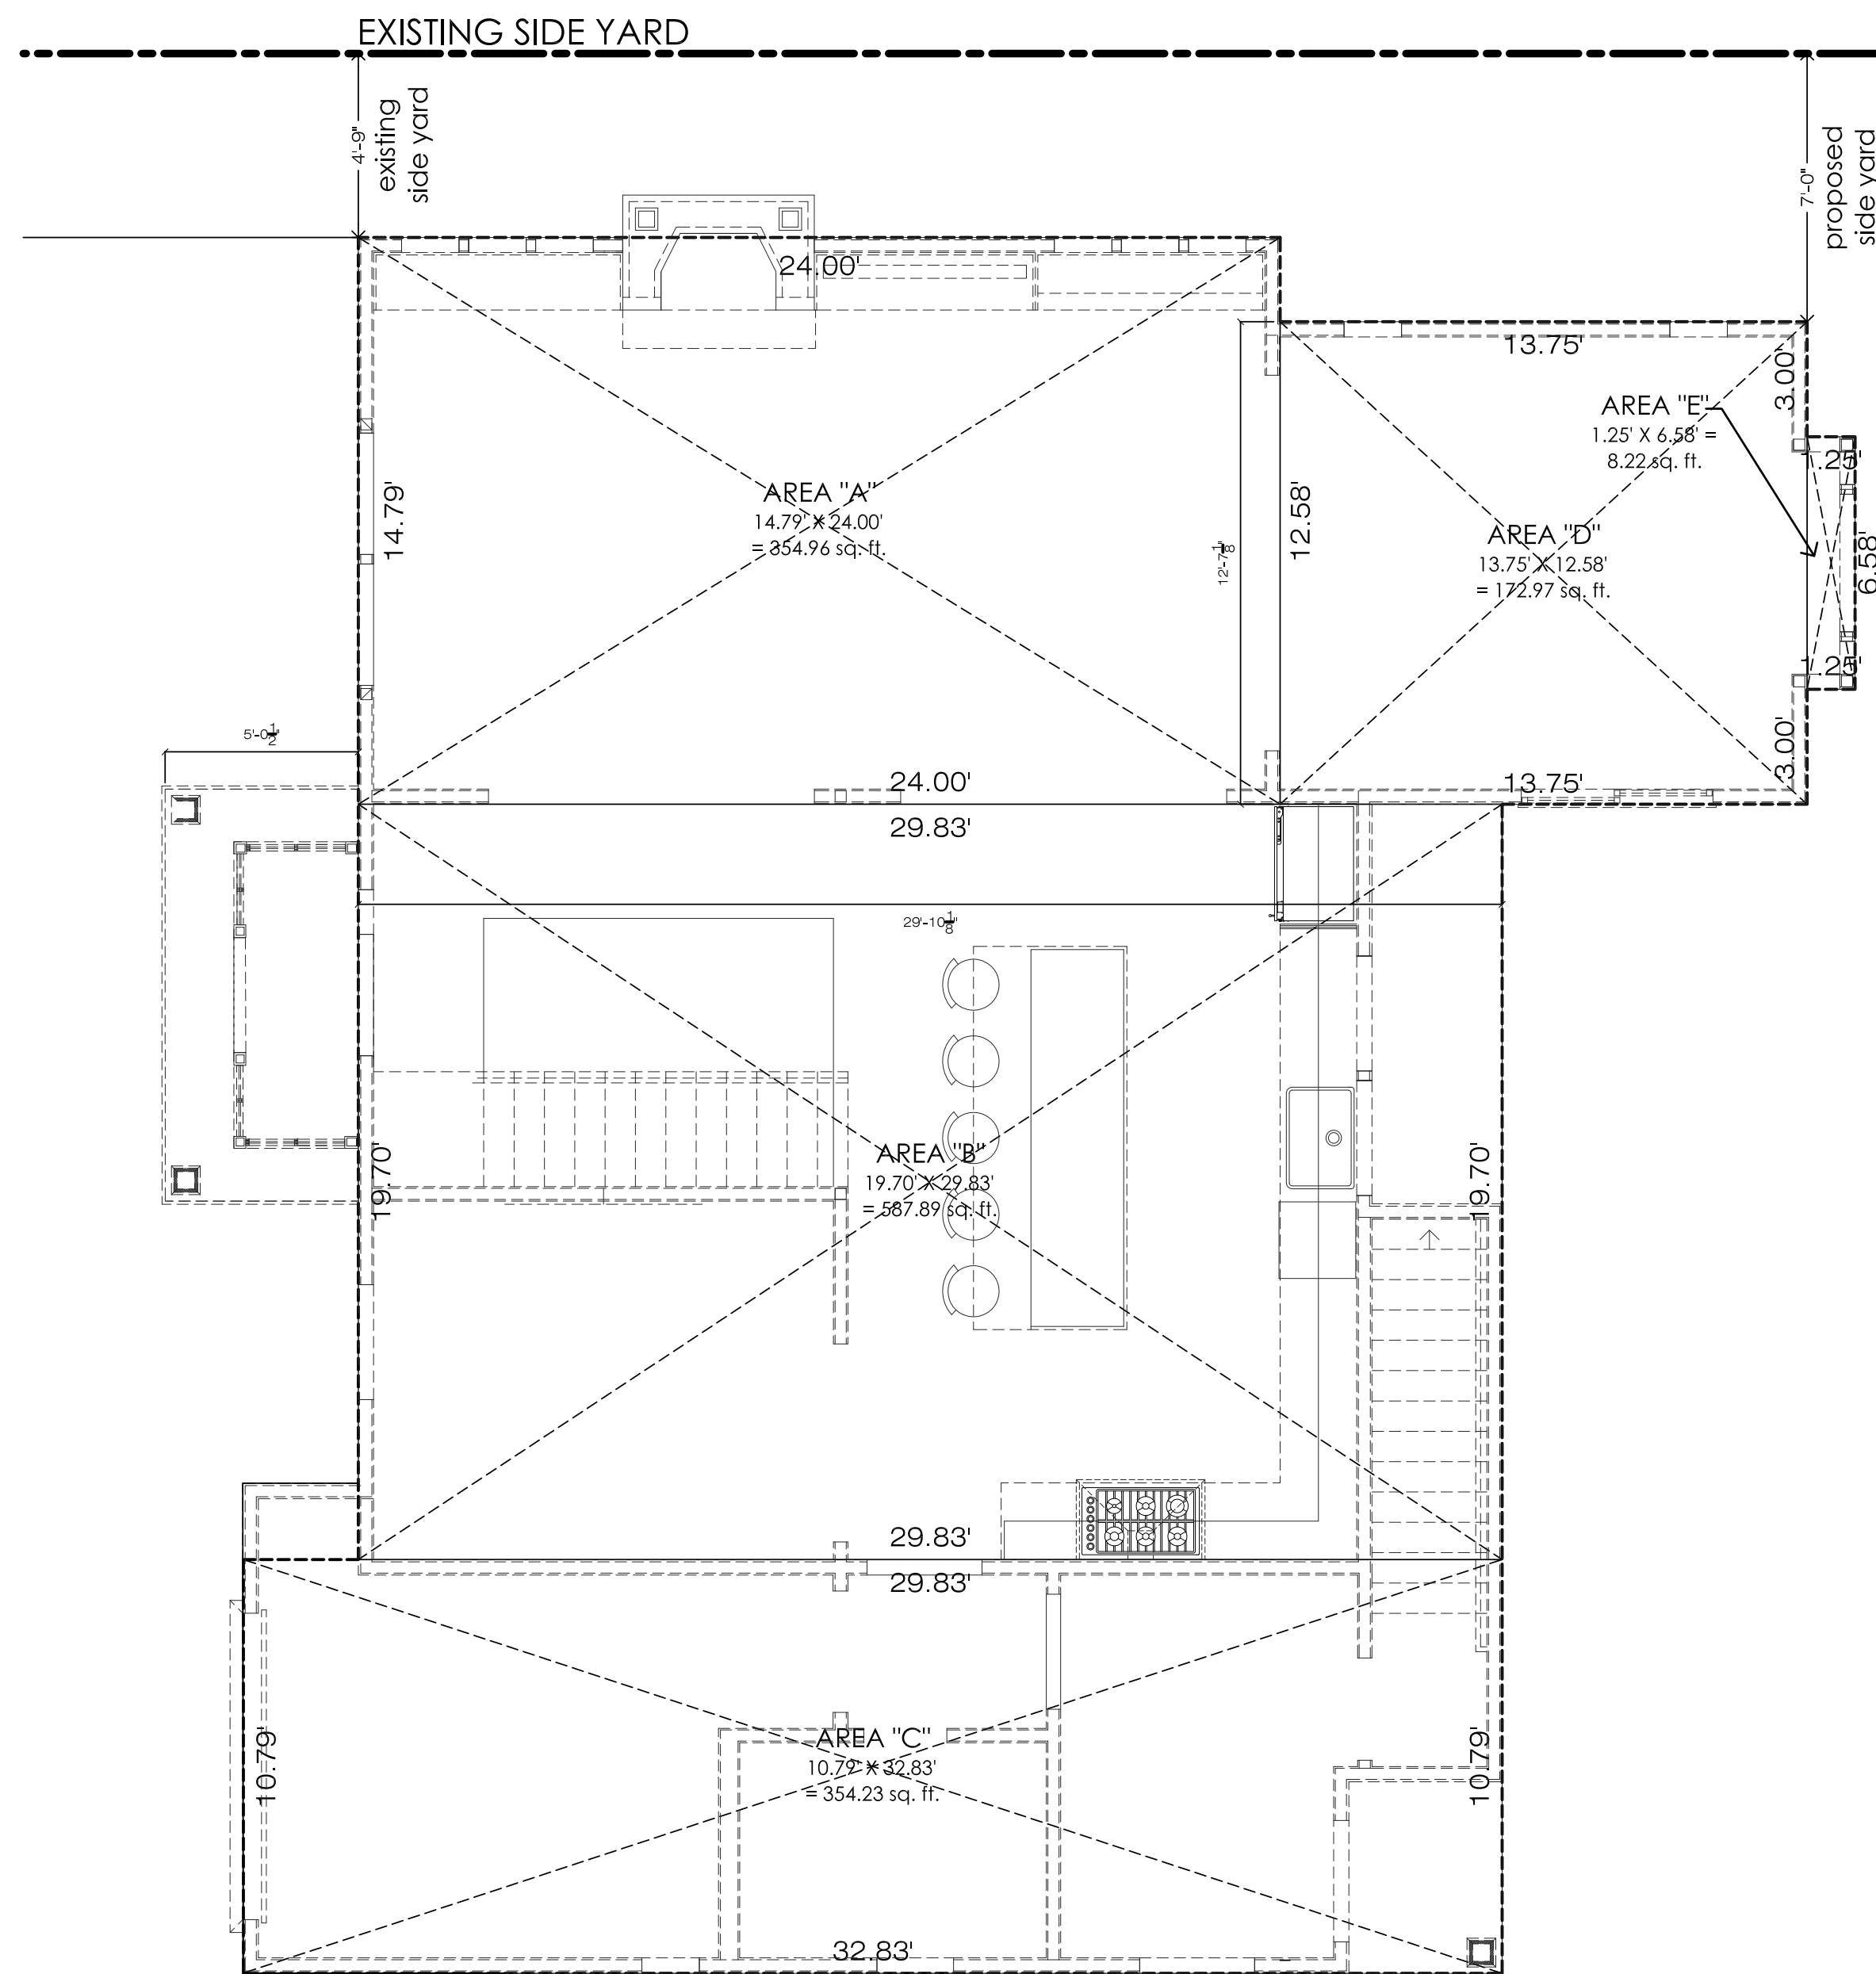 EXISTING SIDE YARD
4'-9"
existing
side yard
7'-0"
proposed
side yard
24.00'
13.75'
3.00'
AREA "E"
1.25' X 6.58' =
8.22 sq. ft.
1.25'
14.79'
AREA "A"
14.79' X 24.00'
= 354.96 sq. ft.
12'-7 1/8"
12.58'
AREA "D"
13.75' X 12.58'
= 172.97 sq. ft.
6.58'
1.25'
3.00'
5'-0 1/2"
24.00'
13.75'
29.83'
29'-10 1/8"
19.70'
AREA "B"
19.70' X 29.83'
= 587.89 sq. ft.
19.70'
29.83'
29.83'
10.79'
AREA "C"
10.79' X 32.83'
= 354.23 sq. ft.
10.79'
32.83'